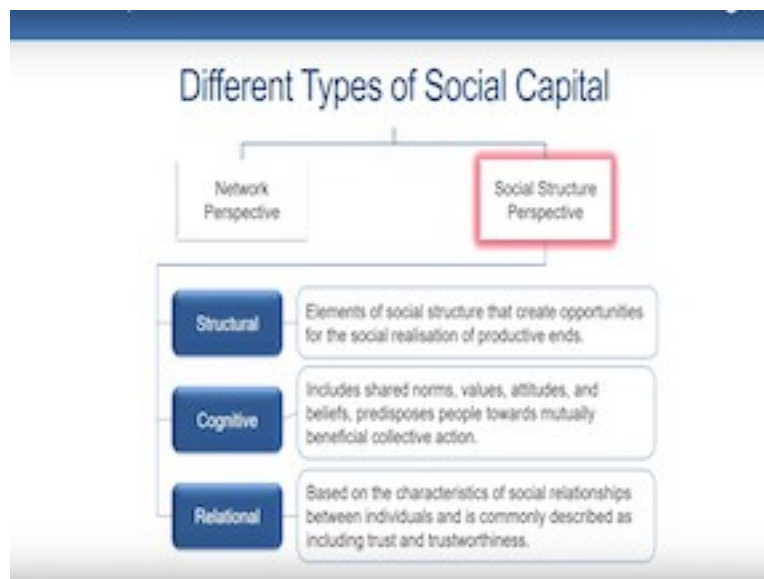 Different Types of Social Capital
Network
Perspective
Social Structure
Perspective
Structural
Elements of social structure that create opportunities
for the social realisation of productive ends.
Cognitive
Includes shared norms, values, attitudes, and
beliefs, predisposes people towards mutually
beneficial collective action.
Relational
Based on the characteristics of social relationships
between individuals and is commonly described as
including trust and trustworthiness.